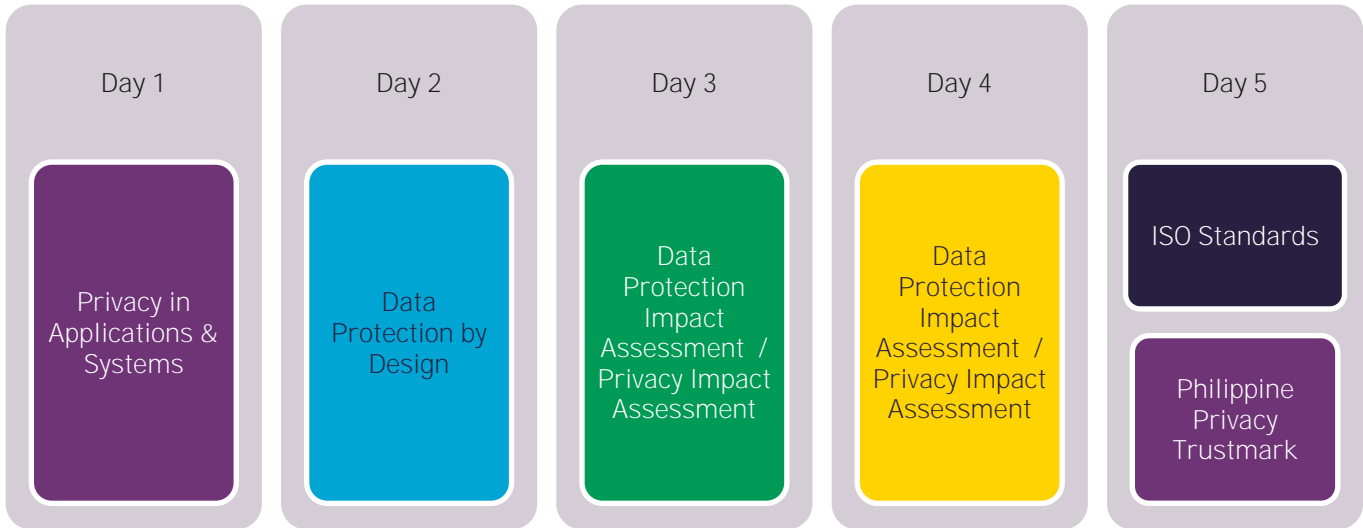 Day 1
Privacy in
Applications &
Systems
Day 2
Data
Protection by
Design
Day 3
Data
Protection
Impact
Assessment /
Privacy Impact
Assessment
Day 4
Data
Protection
Impact
Assessment /
Privacy Impact
Assessment
Day 5
ISO Standards
Philippine
Privacy
Trustmark